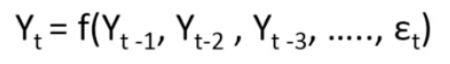 Yₜ = f(Yₜ₋₁, Yₜ₋₂ , Yₜ₋₃, ....., εₜ)